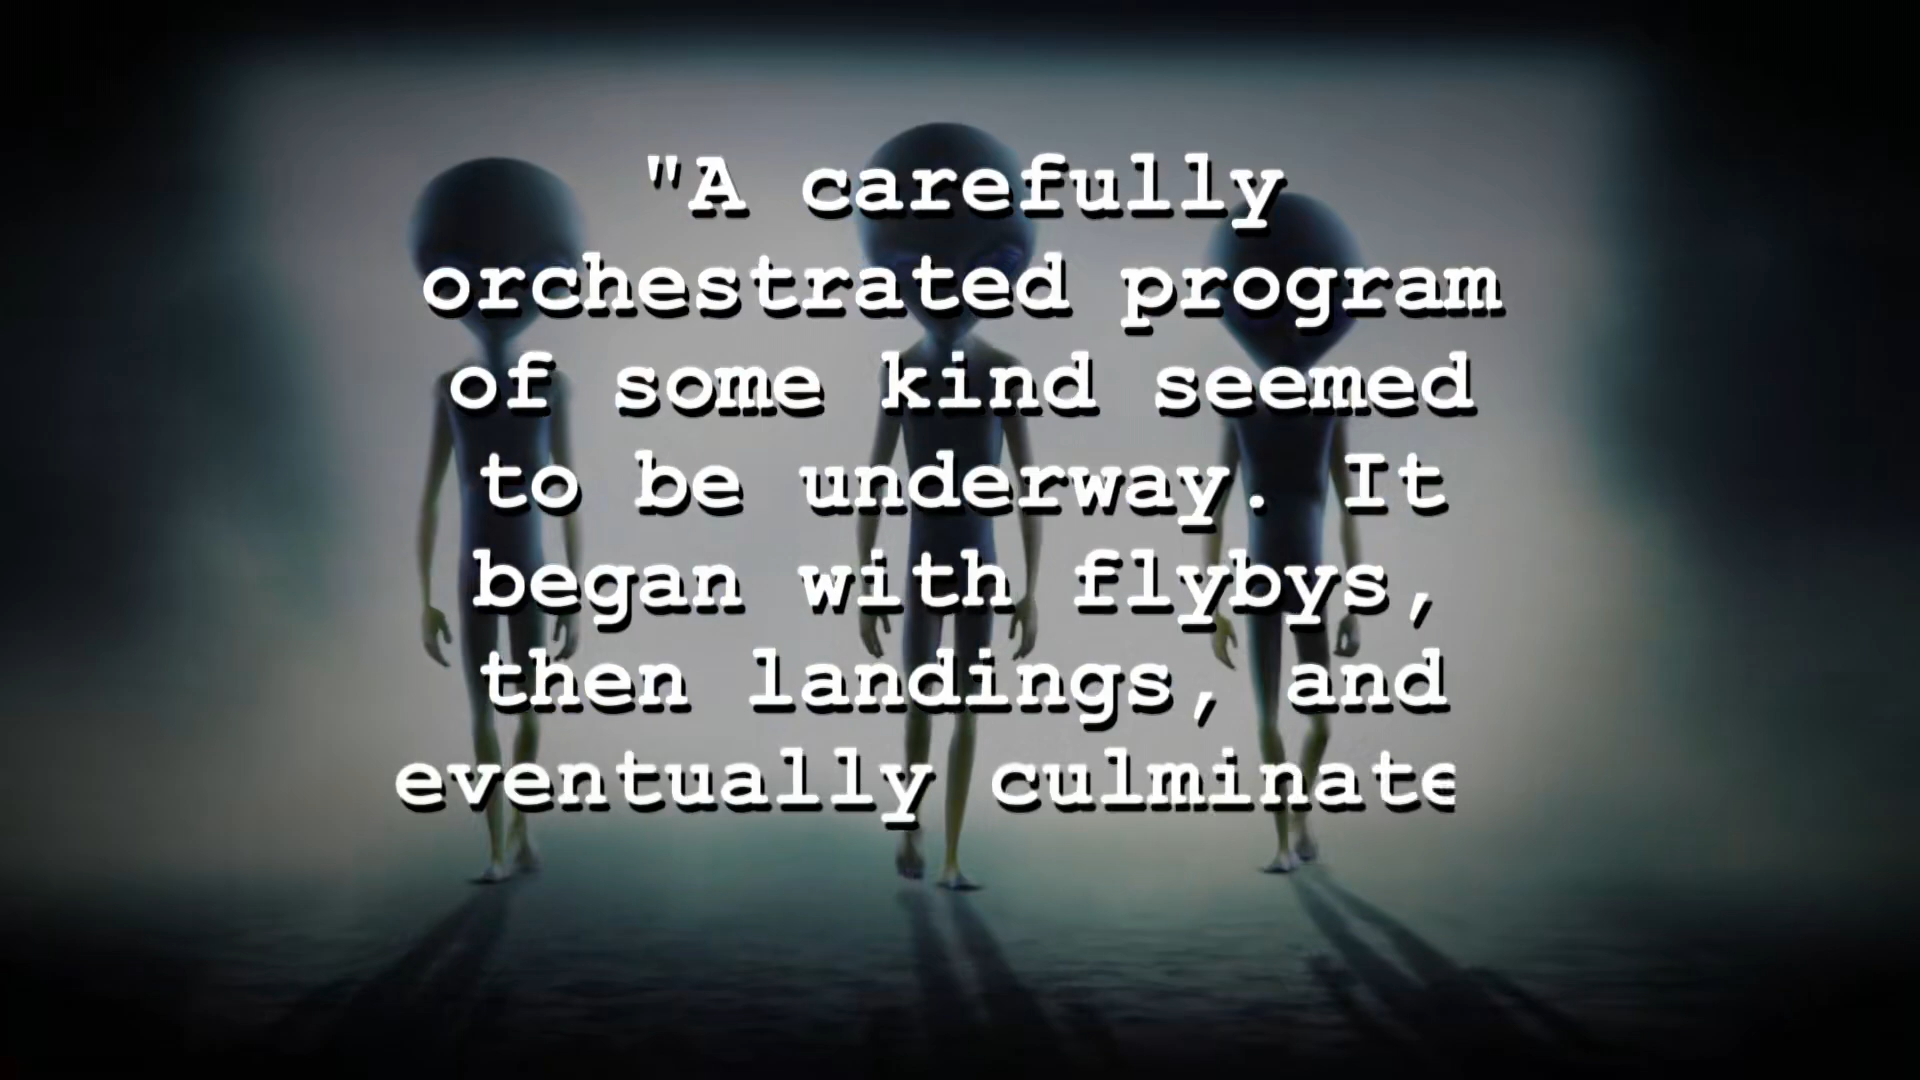 "A carefully
orchestrated program
of some kind seemed
to be underway. It
began with flybys,
then landings, and
eventually culminate